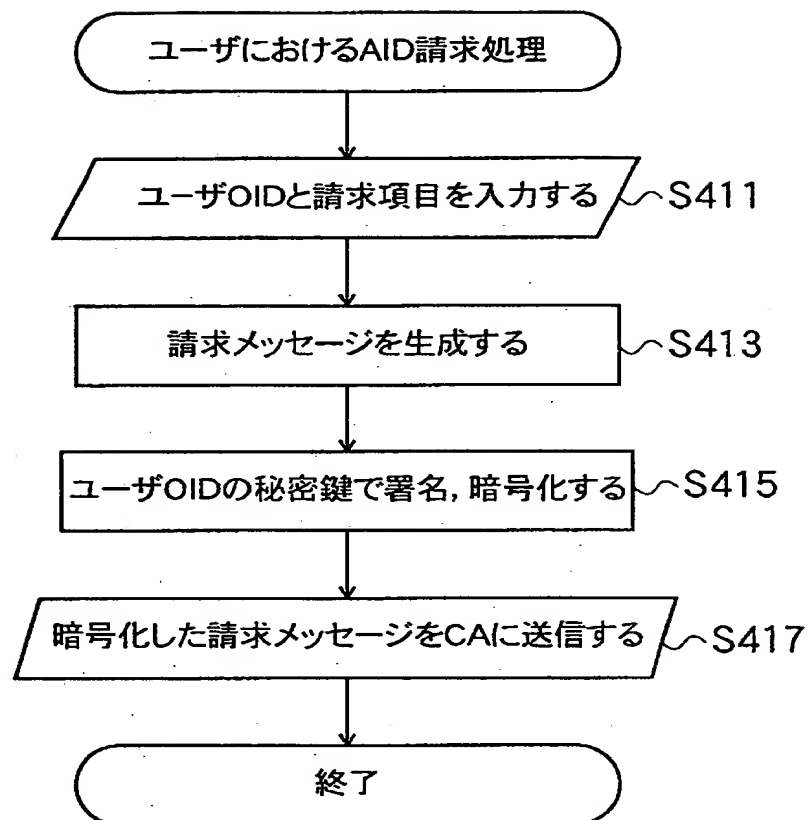 ユーザにおけるAID請求処理
ユーザOIDと請求項目を入力する
S411
請求メッセージを生成する
S413
ユーザOIDの秘密鍵で署名,暗号化する
S415
暗号化した請求メッセージをCAに送信する
S417
終了